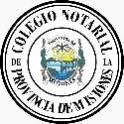 COLEGIO NOTARIAL
DE LA
PROVINCIA DE MISIONES